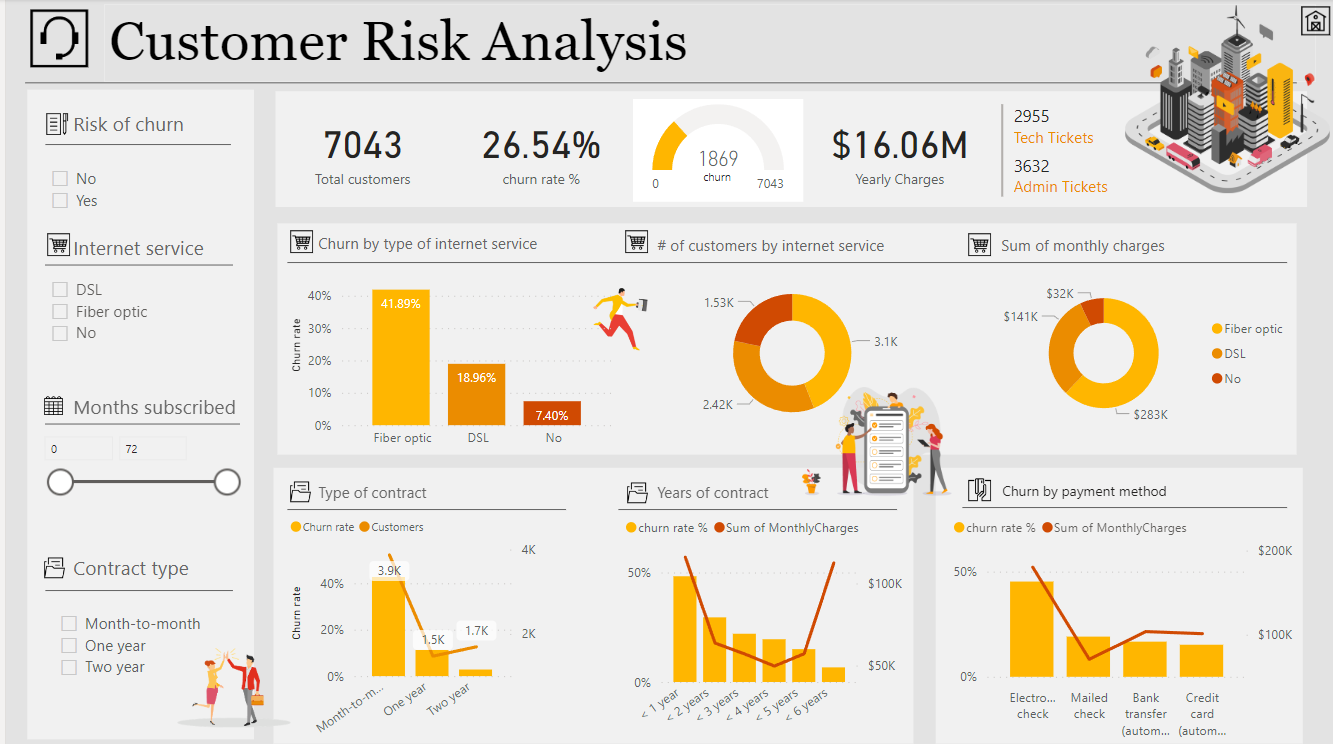 Customer Risk Analysis
Risk of churn
No
Yes
Internet service
DSL
Fiber optic
No
Months subscribed
0
72
Contract type
Month-to-month
One year
Two year
7043
Total customers
26.54%
churn rate %
1869
churn
0
7043
$16.06M
Yearly Charges
2955
Tech Tickets
3632
Admin Tickets
Churn by type of internet service
Churn rate
40%
30%
20%
10%
0%
41.89%
18.96%
7.40%
Fiber optic
DSL
No
# of customers by internet service
1.53K
3.1K
2.42K
Sum of monthly charges
$32K
$141K
$283K
Fiber optic
DSL
No
Type of contract
Churn rate
Customers
Churn rate
40%
20%
0%
4K
2K
3.9K
1.5K
1.7K
Month-to-m...
One year
Two year
Years of contract
churn rate %
Sum of MonthlyCharges
50%
0%
$100K
$50K
< 1 year
< 2 years
< 3 years
< 4 years
< 5 years
< 6 years
Churn by payment method
churn rate %
Sum of MonthlyCharges
50%
0%
$200K
$100K
Electro...
check
Mailed
check
Bank
transfer
(autom...
Credit
card
(autom...